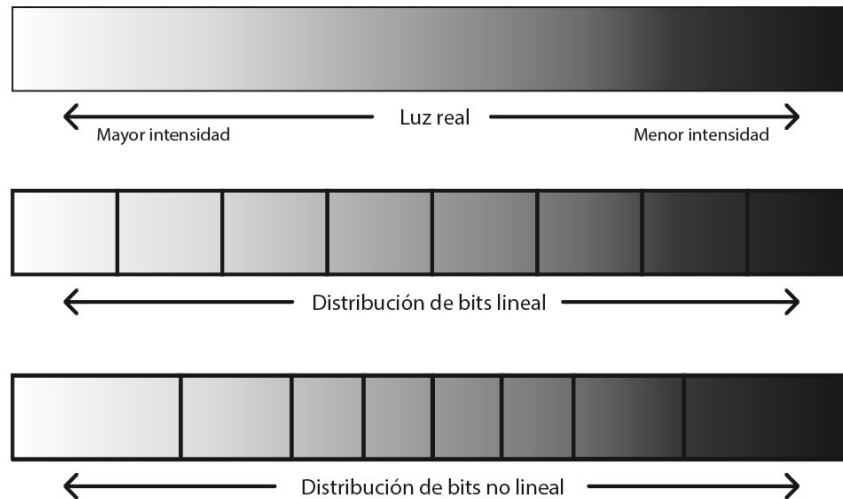 Luz real
Mayor intensidad
Menor intensidad
Distribución de bits lineal
Distribución de bits no lineal